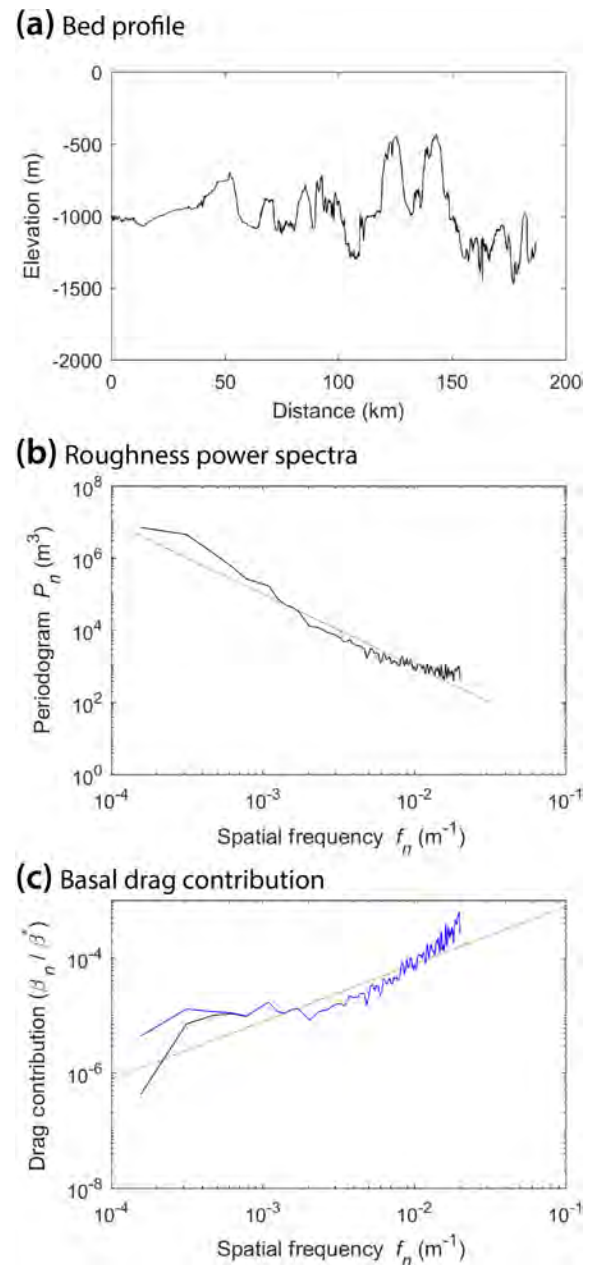 (a) Bed profile
0
-500
-1000
-1500
-2000
Elevation (m)
0 50 100 150 200
Distance (km)
(b) Roughness power spectra
10^8
10^6
10^4
10^2
10^0
Periodogram P_n (m^3)
10^-4 10^-3 10^-2 10^-1
Spatial frequency f_n (m^-1)
(c) Basal drag contribution
10^-4
10^-6
10^-8
Drag contribution (β_n / β^*)
10^-4 10^-3 10^-2 10^-1
Spatial frequency f_n (m^-1)